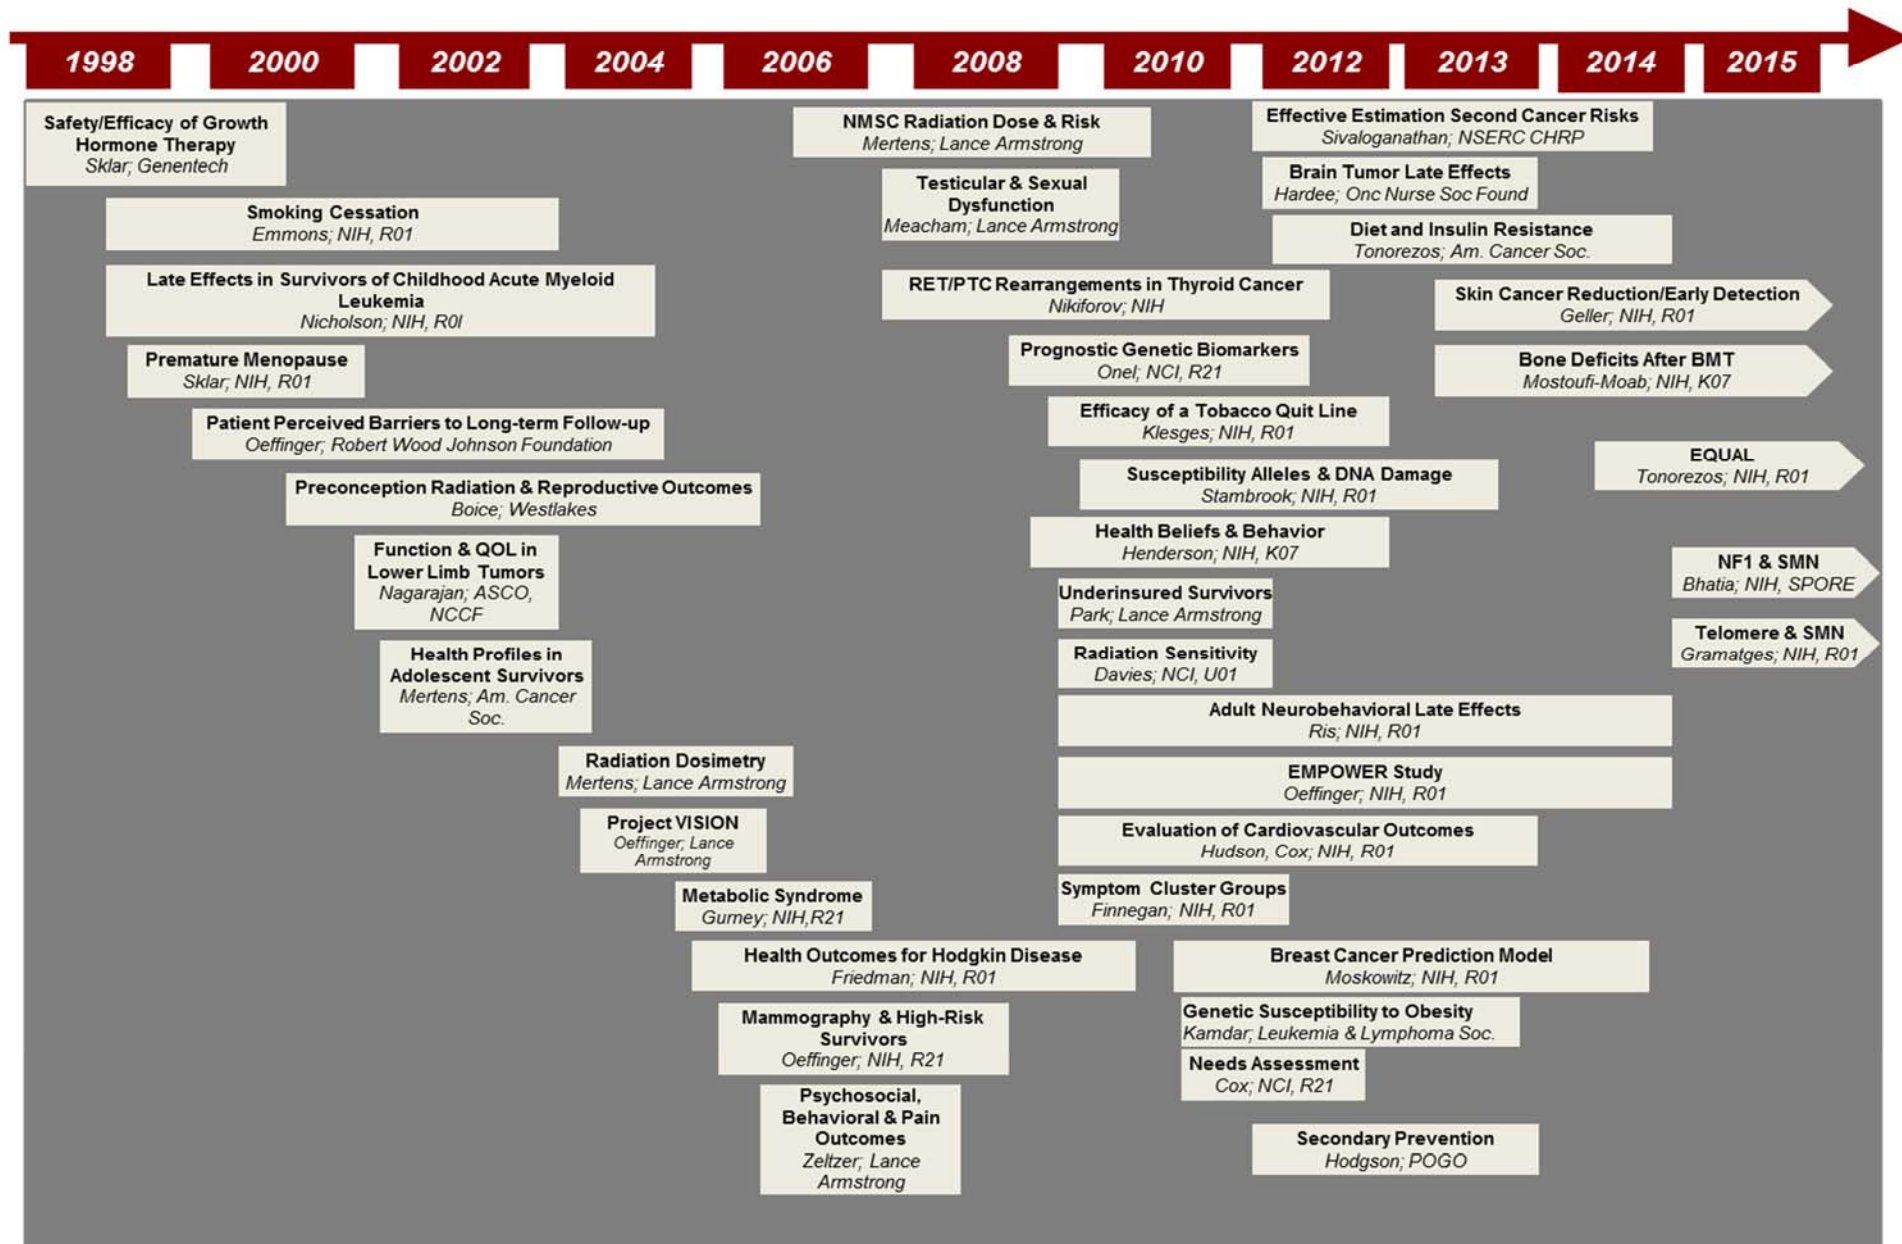 1998
2000
2002
2004
2006
2008
2010
2012
2013
2014
2015
Safety/Efficacy of Growth
Hormone Therapy
Sklar; Genentech
Smoking Cessation
Emmons; NIH, R01
Late Effects in Survivors of Childhood Acute Myeloid
Leukemia
Nicholson; NIH, R0l
Premature Menopause
Sklar; NIH, R01
Patient Perceived Barriers to Long-term Follow-up
Oeffinger; Robert Wood Johnson Foundation
Preconception Radiation & Reproductive Outcomes
Boice; Westlakes
Function & QOL in
Lower Limb Tumors
Nagarajan; ASCO,
NCCF
Health Profiles in
Adolescent Survivors
Mertens; Am. Cancer
Soc.
Radiation Dosimetry
Mertens; Lance Armstrong
Project VISION
Oeffinger; Lance
Armstrong
Metabolic Syndrome
Gurney; NIH,R21
Health Outcomes for Hodgkin Disease
Friedman; NIH, R01
Mammography & High-Risk
Survivors
Oeffinger; NIH, R21
Psychosocial,
Behavioral & Pain
Outcomes
Zeltzer; Lance
Armstrong
NMSC Radiation Dose & Risk
Mertens; Lance Armstrong
Testicular & Sexual
Dysfunction
Meacham; Lance Armstrong
RET/PTC Rearrangements in Thyroid Cancer
Nikiforov; NIH
Prognostic Genetic Biomarkers
Onel; NCI, R21
Efficacy of a Tobacco Quit Line
Klesges; NIH, R01
Susceptibility Alleles & DNA Damage
Stambrook; NIH, R01
Health Beliefs & Behavior
Henderson; NIH, K07
Underinsured Survivors
Park; Lance Armstrong
Radiation Sensitivity
Davies; NCI, U01
Adult Neurobehavioral Late Effects
Ris; NIH, R01
EMPOWER Study
Oeffinger; NIH, R01
Evaluation of Cardiovascular Outcomes
Hudson, Cox; NIH, R01
Symptom Cluster Groups
Finnegan; NIH, R01
Breast Cancer Prediction Model
Moskowitz; NIH, R01
Genetic Susceptibility to Obesity
Kamdar; Leukemia & Lymphoma Soc.
Needs Assessment
Cox; NCI, R21
Secondary Prevention
Hodgson; POGO
Effective Estimation Second Cancer Risks
Sivaloganathan; NSERC CHRP
Brain Tumor Late Effects
Hardee; Onc Nurse Soc Found
Diet and Insulin Resistance
Tonorezos; Am. Cancer Soc.
Skin Cancer Reduction/Early Detection
Geller; NIH, R01
Bone Deficits After BMT
Mostoufi-Moab; NIH, K07
EQUAL
Tonorezos; NIH, R01
NF1 & SMN
Bhatia; NIH, SPORE
Telomere & SMN
Gramatges; NIH, R01